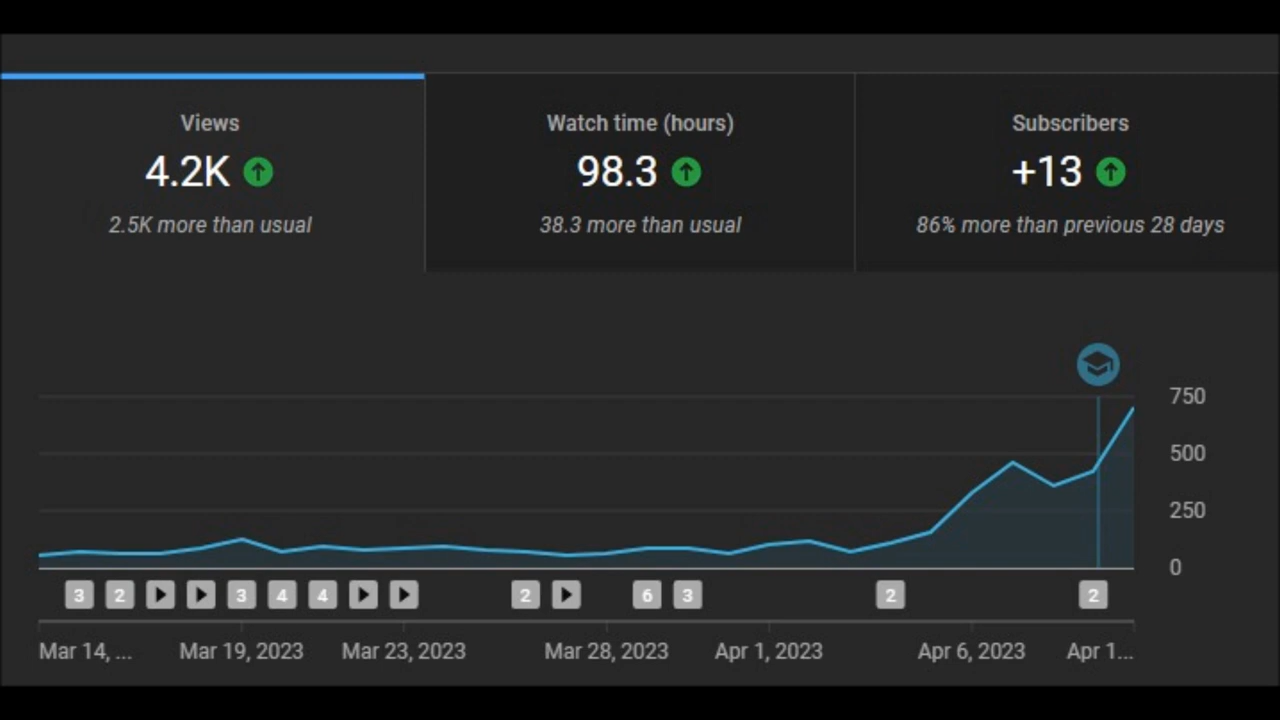 Views
4.2K
2.5K more than usual
Watch time (hours)
98.3
38.3 more than usual
Subscribers
+13
86% more than previous 28 days
750
500
250
0
3 2 3 4 4 2 6 3 2 2
Mar 14, ... Mar 19, 2023 Mar 23, 2023 Mar 28, 2023 Apr 1, 2023 Apr 6, 2023 Apr 1...